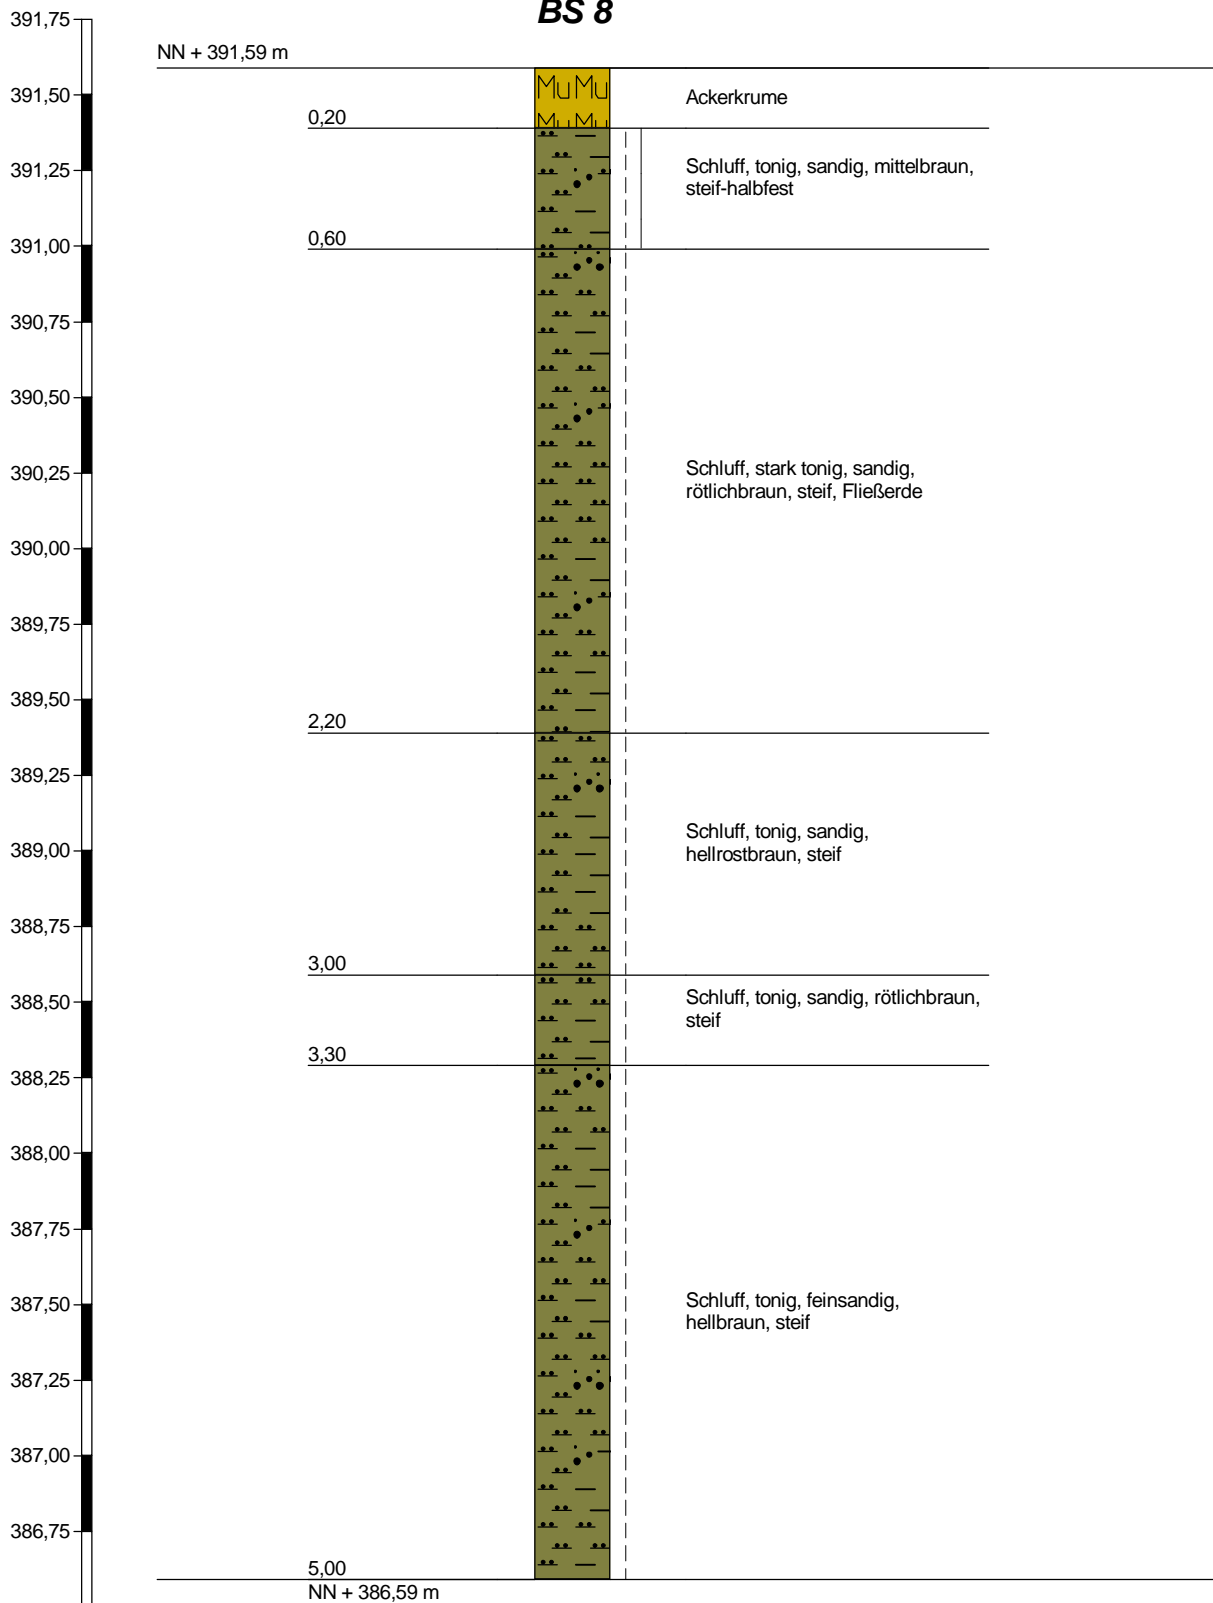 BS 8
391,75
NN + 391,59 m
391,50
Mu Mu
Ackerkrume
0,20
Mu Mu
391,25
Schluff, tonig, sandig, mittelbraun,
steif-halbfest
391,00
0,60
390,75
390,50
390,25
Schluff, stark tonig, sandig,
rötlichbraun, steif, Fließerde
390,00
389,75
389,50
2,20
389,25
389,00
Schluff, tonig, sandig,
hellrostbraun, steif
388,75
3,00
388,50
Schluff, tonig, sandig, rötlichbraun,
steif
3,30
388,25
388,00
387,75
387,50
Schluff, tonig, feinsandig,
hellbraun, steif
387,25
387,00
386,75
5,00
NN + 386,59 m